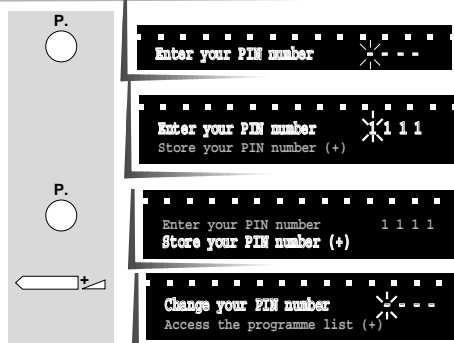 P.
Enter your PIN number - - - -
Enter your PIN number 1 1 1 1
Store your PIN number (+)
P.
Enter your PIN number 1 1 1 1
Store your PIN number (+)
+
Change your PIN number - - - -
Access the programme list (+)